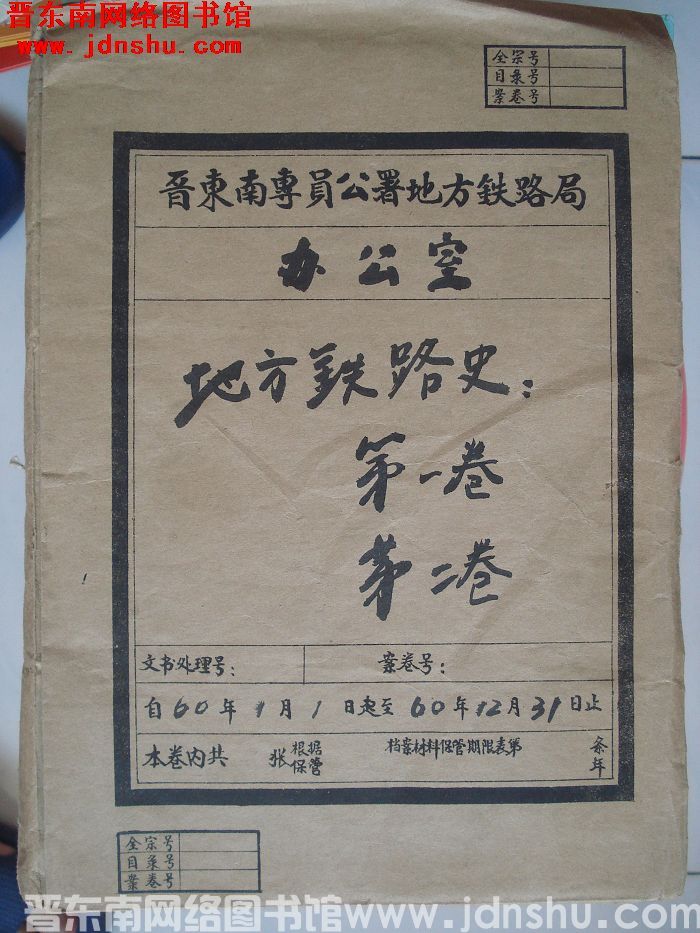 晋东南网络图书馆
www.jdnshu.com
全宗号
目彔号
案卷号
晋東南專員公署地方鉄路局
办公室
地方鉄路史：
第一卷
第二卷
文书处理号： 案卷号：
自60年1月1日起至60年12月31日止
本卷内共 张 根据 档案材料保管期限表第 条
保管 年
全宗号
目彔号
案卷号
晋东南网络图书馆 www.jdnshu.com